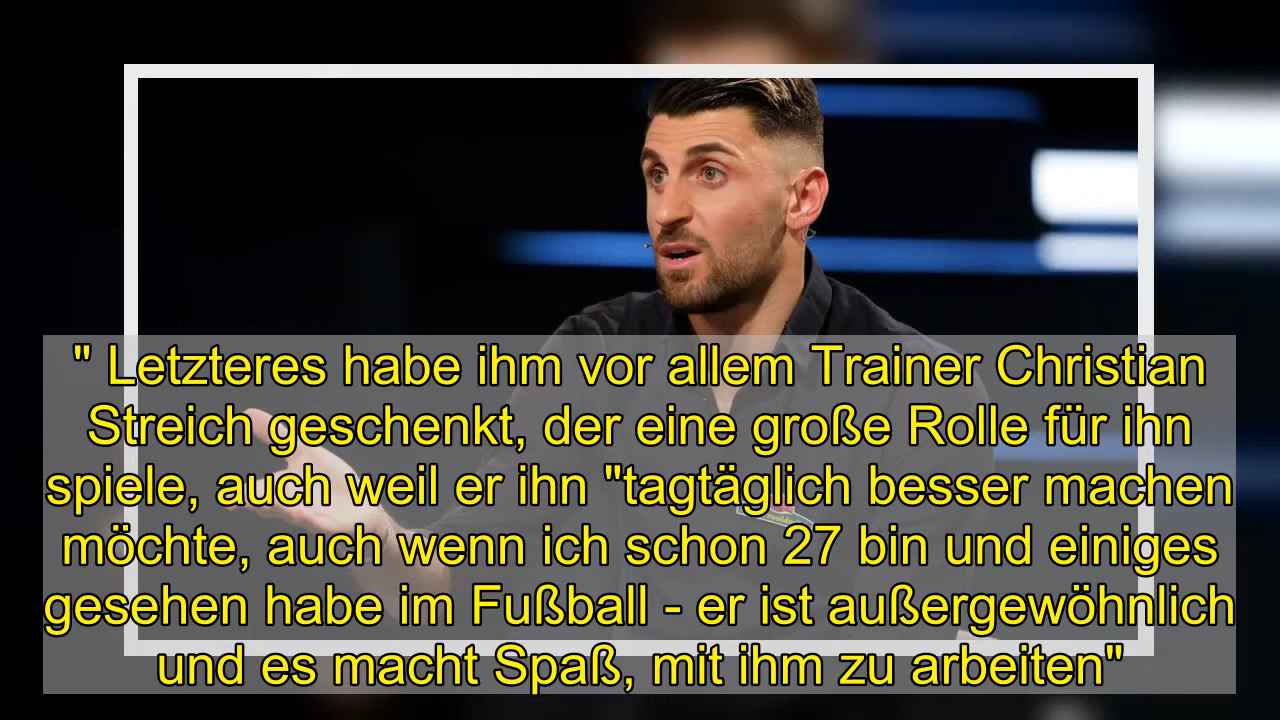 " Letzteres habe ihm vor allem Trainer Christian
Streich geschenkt, der eine große Rolle für ihn
spiele, auch weil er ihn "tagtäglich besser machen
möchte, auch wenn ich schon 27 bin und einiges
gesehen habe im Fußball - er ist außergewöhnlich
und es macht Spaß, mit ihm zu arbeiten"